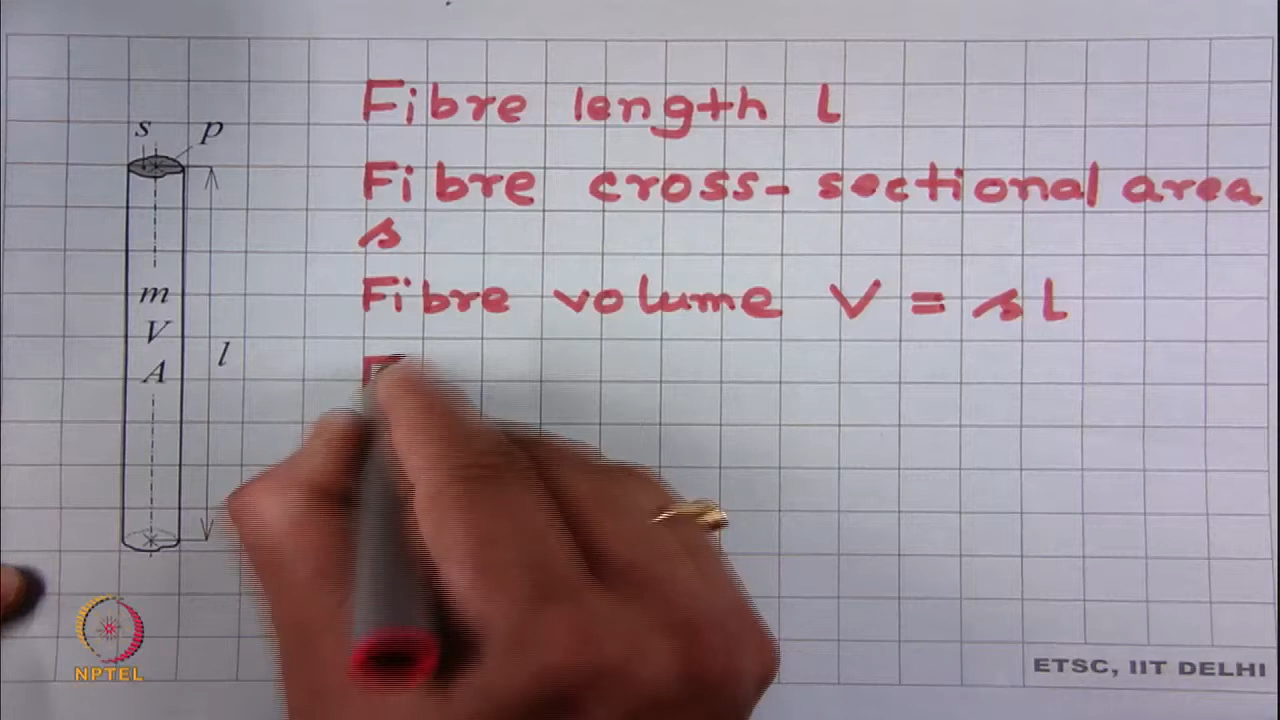 s p
Fibre length l
Fibre cross-sectional area
s
Fibre volume V = sl
m
V
A
l
F
NPTEL
ETSC, IIT DELHI